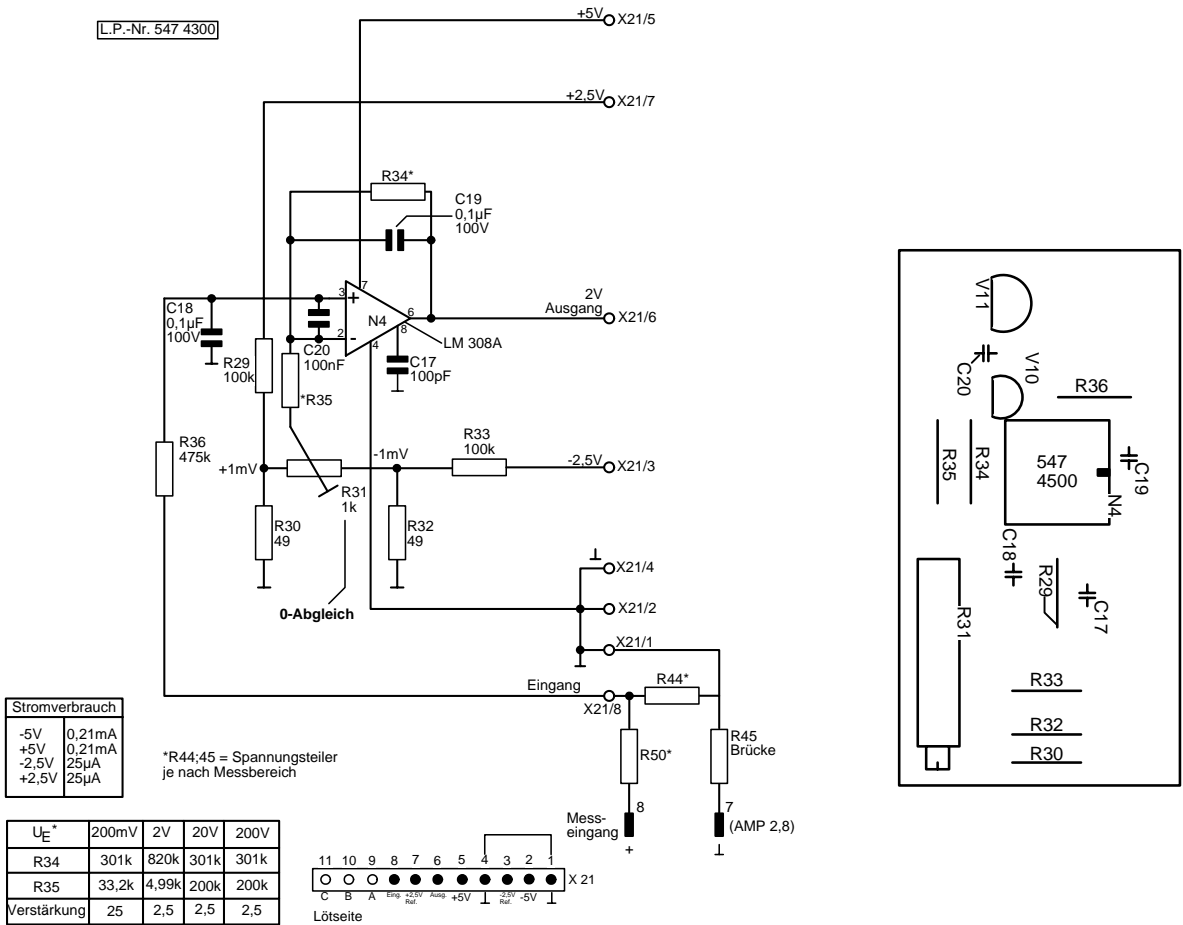 L.P.-Nr. 547 4300
+5V X21/5
+2,5V X21/7
R34*
C19
0,1µF
100V
C18
0,1µF
100V
3
+
7
N4
6
2
-
8
4
LM 308A
2V
Ausgang X21/6
C20
100nF
C17
100pF
R29
100k
*R35
R36
475k
+1mV
-1mV
R33
100k
-2,5V X21/3
R31
1k
R30
49
R32
49
0-Abgleich
X21/4
X21/2
X21/1
Eingang
X21/8
R44*
R50*
R45
Brücke
Mess-
eingang
8
+
7
(AMP 2,8)
Stromverbrauch
-5V 0,21mA
+5V 0,21mA
-2,5V 25µA
+2,5V 25µA
*R44;45 = Spannungsteiler
je nach Messbereich
UE* 200mV 2V 20V 200V
R34 301k 820k 301k 301k
R35 33,2k 4,99k 200k 200k
Verstärkung 25 2,5 2,5 2,5
11 10 9 8 7 6 5 4 3 2 1
X 21
C B A Eing. +2,5V Ref. Ausg. +5V -2,5V Ref. -5V
Lötseite
V11
C20
V10
R36
R35
R34
547
4500
C19
N4
C18
R29
C17
R31
R33
R32
R30